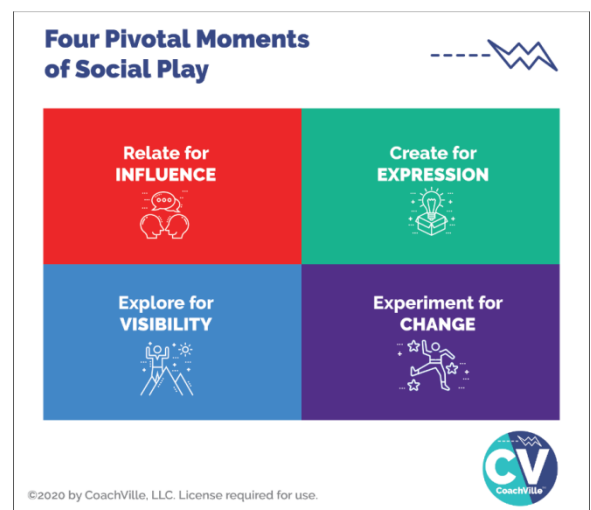 Four Pivotal Moments
of Social Play
Relate for
INFLUENCE
Create for
EXPRESSION
Explore for
VISIBILITY
Experiment for
CHANGE
CV
CoachVille
©2020 by CoachVille, LLC. License required for use.